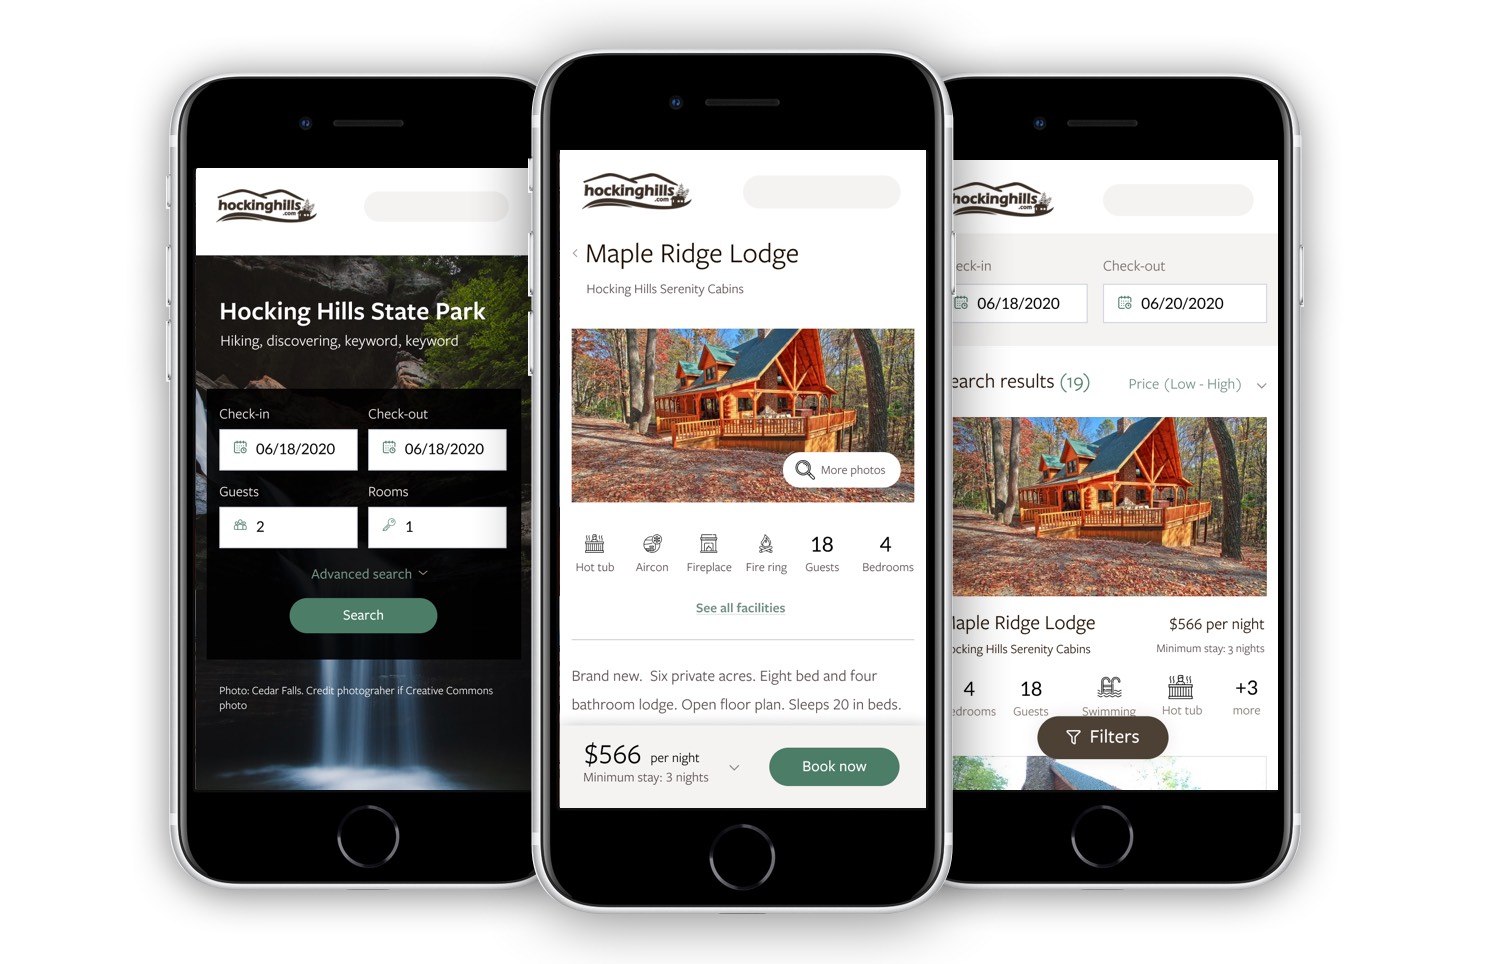 hockinghills
.com
Hocking Hills State Park
Hiking, discovering, keyword, keyword
Check-in
Check-out
06/18/2020
06/18/2020
Guests
Rooms
2
1
Advanced search
Search
Photo: Cedar Falls. Credit photograher if Creative Commons
photo
hockinghills
.com
Maple Ridge Lodge
Hocking Hills Serenity Cabins
More photos
18
4
Hot tub
Aircon
Fireplace
Fire ring
Guests
Bedrooms
See all facilities
Brand new. Six private acres. Eight bed and four
bathroom lodge. Open floor plan. Sleeps 20 in beds.
$566 per night
Minimum stay: 3 nights
Book now
hockinghills
.com
eck-in
Check-out
06/18/2020
06/20/2020
earch results (19)
Price (Low - High)
Maple Ridge Lodge
$566 per night
ocking Hills Serenity Cabins
Minimum stay: 3 nights
4
18
+3
edrooms
Guests
Swimming
Hot tub
more
Filters